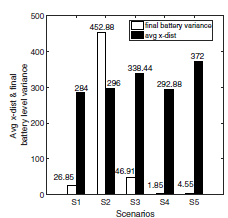 500
400
300
200
100
0
Avg x-dist & final
battery level variance
final battery variance
avg x-dist
26.85
284
452.88
296
46.91
338.44
1.85
292.88
4.55
372
S1 S2 S3 S4 S5
Scenarios